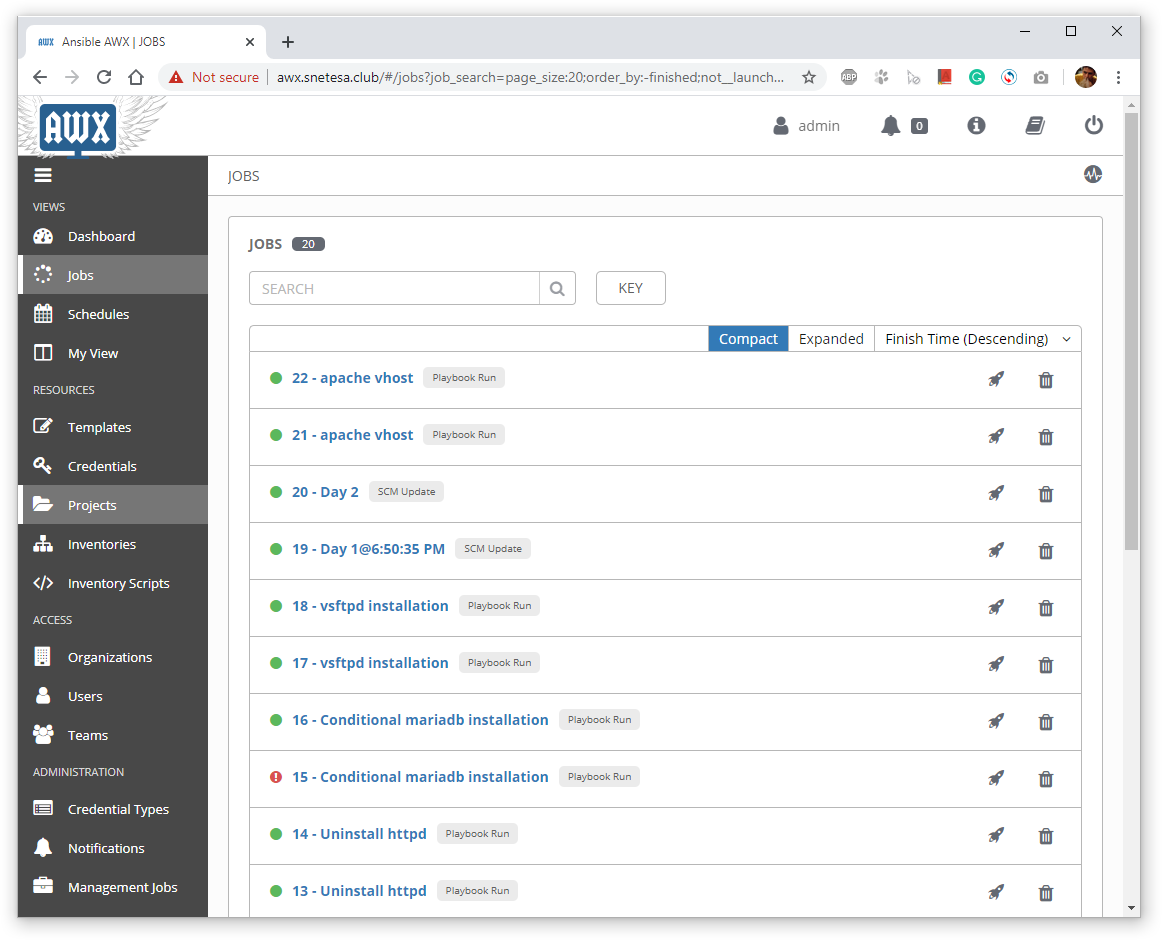 AWX Ansible AWX | JOBS
Not secure awx.snetesa.club/#/jobs?job_search=page_size:20;order_by:-finished;not__launch... ABP
AWX admin 0
JOBS
VIEWS
Dashboard
Jobs
Schedules
My View
RESOURCES
Templates
Credentials
Projects
Inventories
Inventory Scripts
ACCESS
Organizations
Users
Teams
ADMINISTRATION
Credential Types
Notifications
Management Jobs
JOBS 20
SEARCH KEY
Compact Expanded Finish Time (Descending)
22 - apache vhost Playbook Run
21 - apache vhost Playbook Run
20 - Day 2 SCM Update
19 - Day 1@6:50:35 PM SCM Update
18 - vsftpd installation Playbook Run
17 - vsftpd installation Playbook Run
16 - Conditional mariadb installation Playbook Run
15 - Conditional mariadb installation Playbook Run
14 - Uninstall httpd Playbook Run
13 - Uninstall httpd Playbook Run